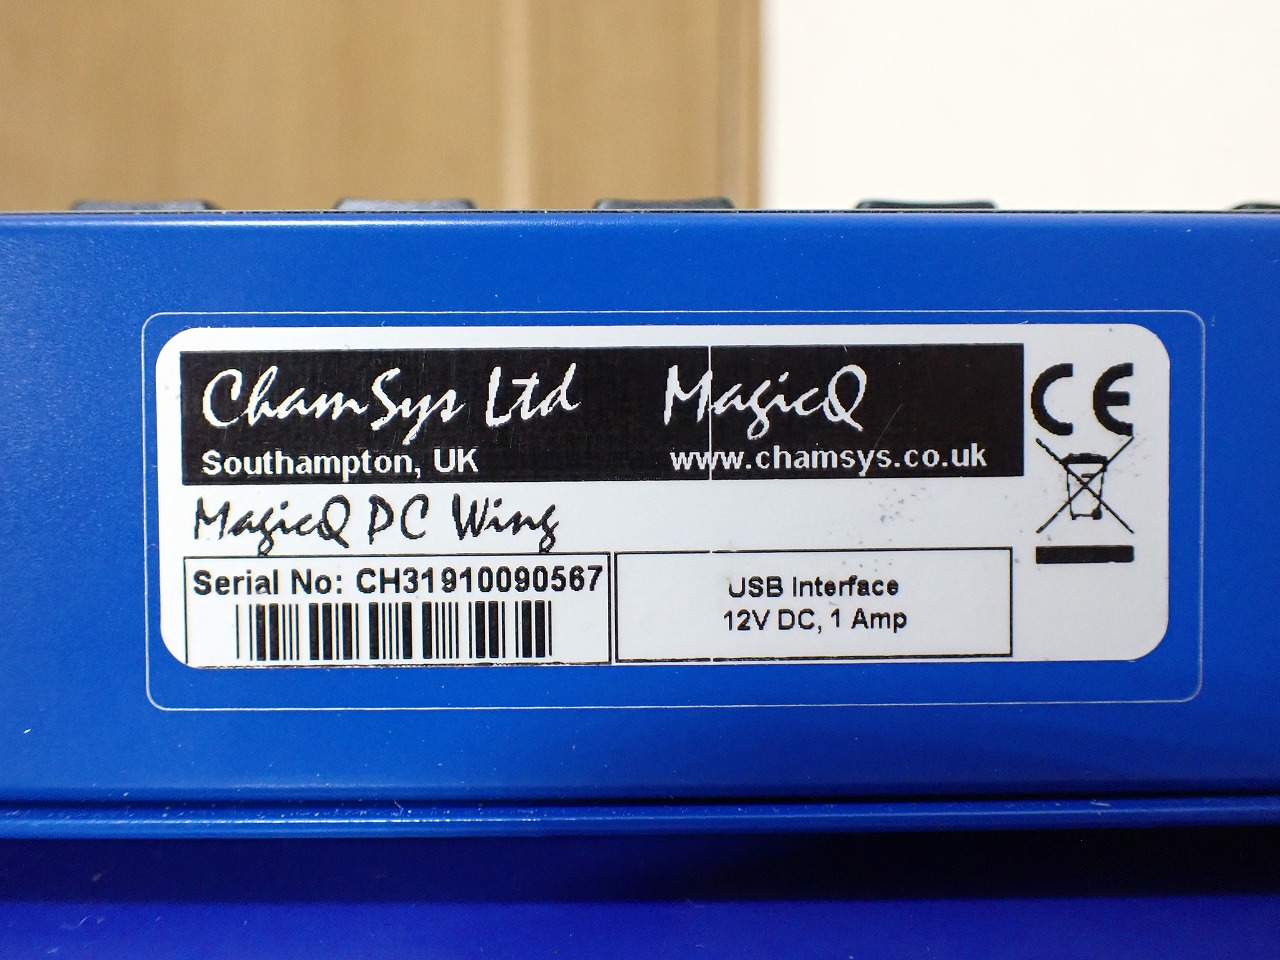 ChamSys Ltd MagicQ
Southampton, UK www.chamsys.co.uk
MagicQ PC Wing
Serial No: CH31910090567
USB Interface
12V DC, 1 Amp
CE